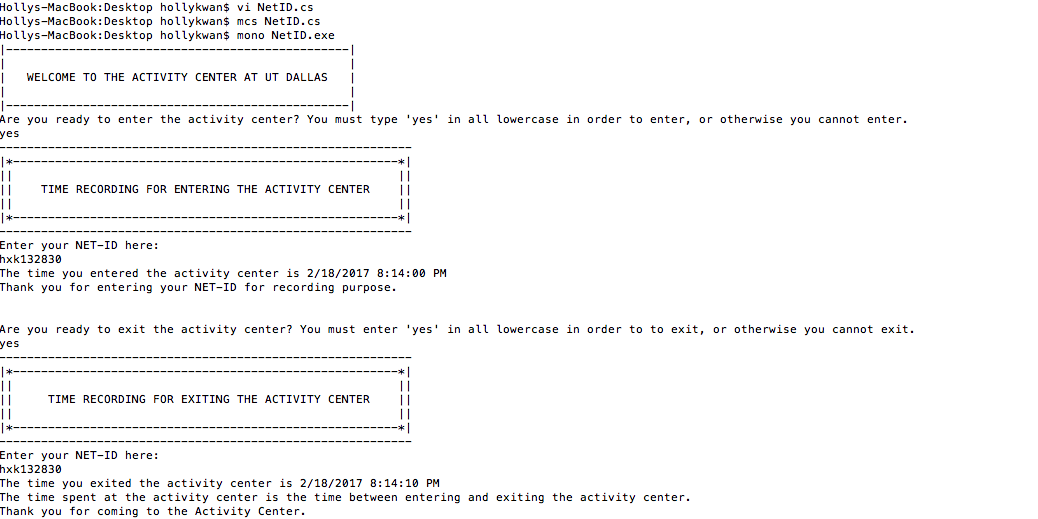 Hollys-MacBook:Desktop hollykwan$ vi NetID.cs
Hollys-MacBook:Desktop hollykwan$ mcs NetID.cs
Hollys-MacBook:Desktop hollykwan$ mono NetID.exe
|-------------------------------------------------|
|                                                 |
|   WELCOME TO THE ACTIVITY CENTER AT UT DALLAS   |
|                                                 |
|-------------------------------------------------|
Are you ready to enter the activity center? You must type 'yes' in all lowercase in order to enter, or otherwise you cannot enter.
yes
-----------------------------------------------------------
|*-------------------------------------------------------*|
||                                                       ||
||    TIME RECORDING FOR ENTERING THE ACTIVITY CENTER    ||
||                                                       ||
|*-------------------------------------------------------*|
-----------------------------------------------------------
Enter your NET-ID here:
hxk132830
The time you entered the activity center is 2/18/2017 8:14:00 PM
Thank you for entering your NET-ID for recording purpose.
Are you ready to exit the activity center? You must enter 'yes' in all lowercase in order to to exit, or otherwise you cannot exit.
yes
-----------------------------------------------------------
|*-------------------------------------------------------*|
||                                                       ||
||     TIME RECORDING FOR EXITING THE ACTIVITY CENTER    ||
||                                                       ||
|*-------------------------------------------------------*|
-----------------------------------------------------------
Enter your NET-ID here:
hxk132830
The time you exited the activity center is 2/18/2017 8:14:10 PM
The time spent at the activity center is the time between entering and exiting the activity center.
Thank you for coming to the Activity Center.